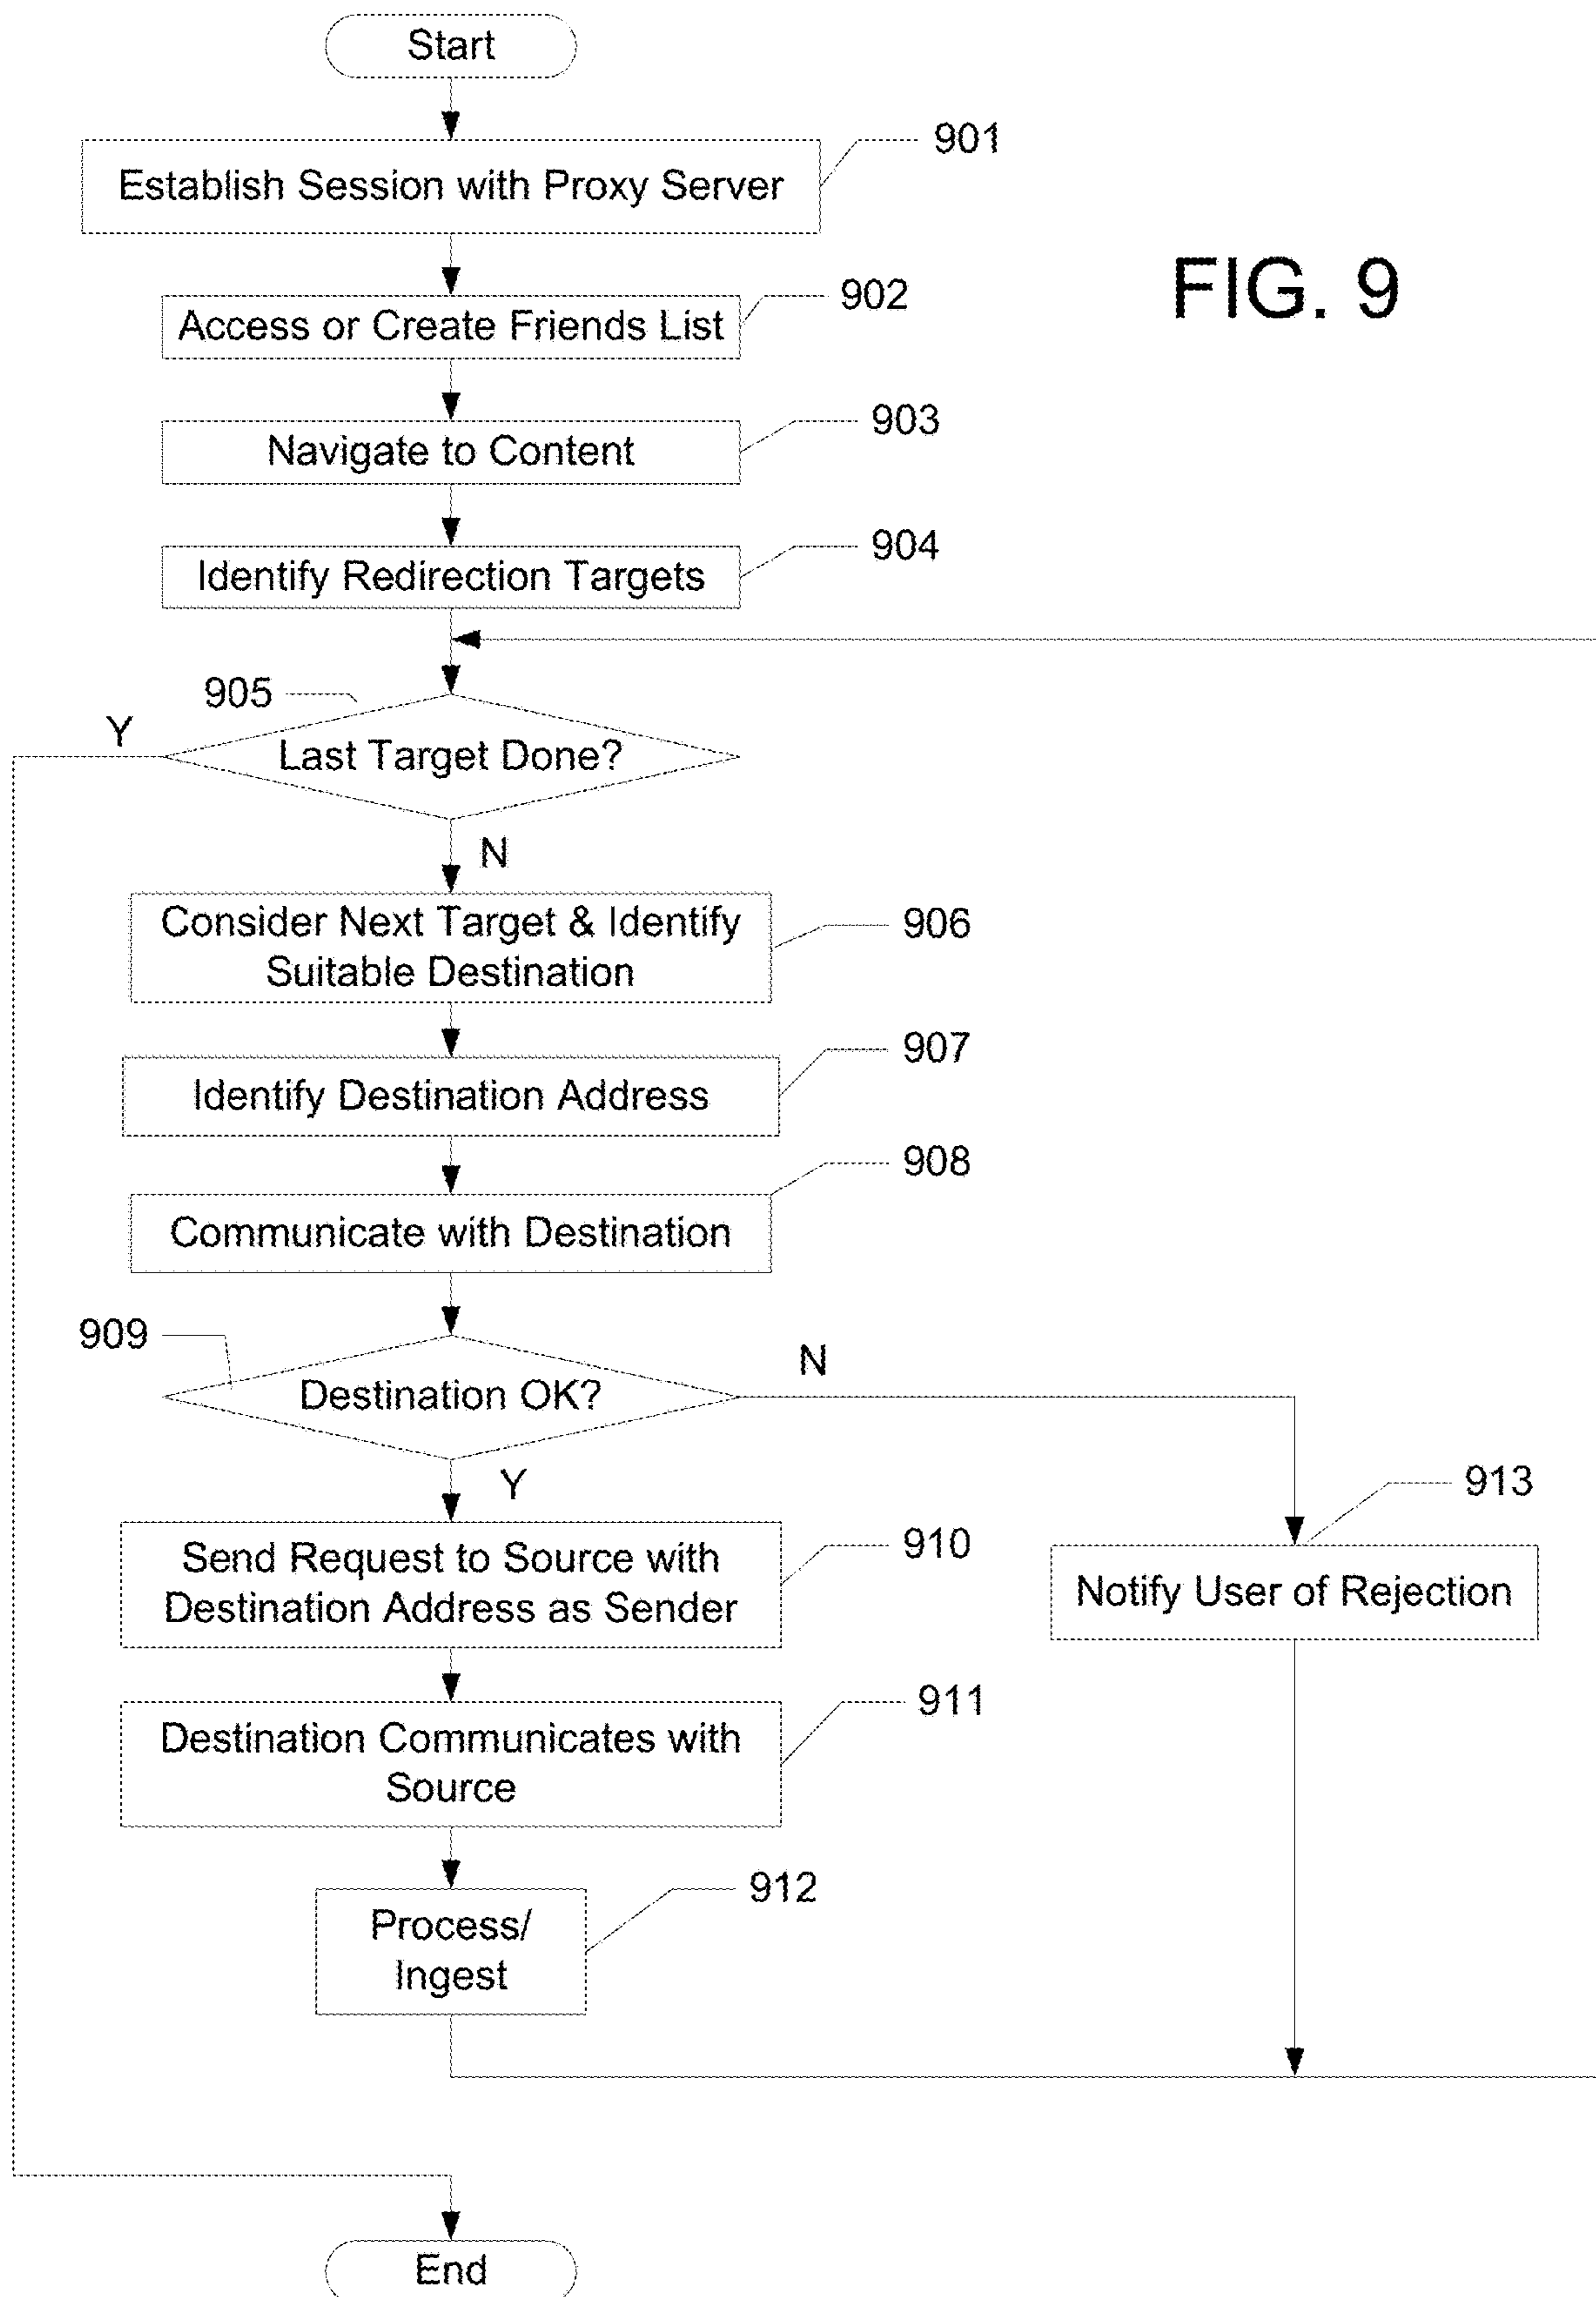 Start
901
Establish Session with Proxy Server
FIG. 9
902
Access or Create Friends List
903
Navigate to Content
904
Identify Redirection Targets
905
Y
Last Target Done?
N
Consider Next Target & Identify
Suitable Destination
906
907
Identify Destination Address
908
Communicate with Destination
909
N
Destination OK?
Y
913
Send Request to Source with
Destination Address as Sender
910
Notify User of Rejection
911
Destination Communicates with
Source
912
Process/
Ingest
End